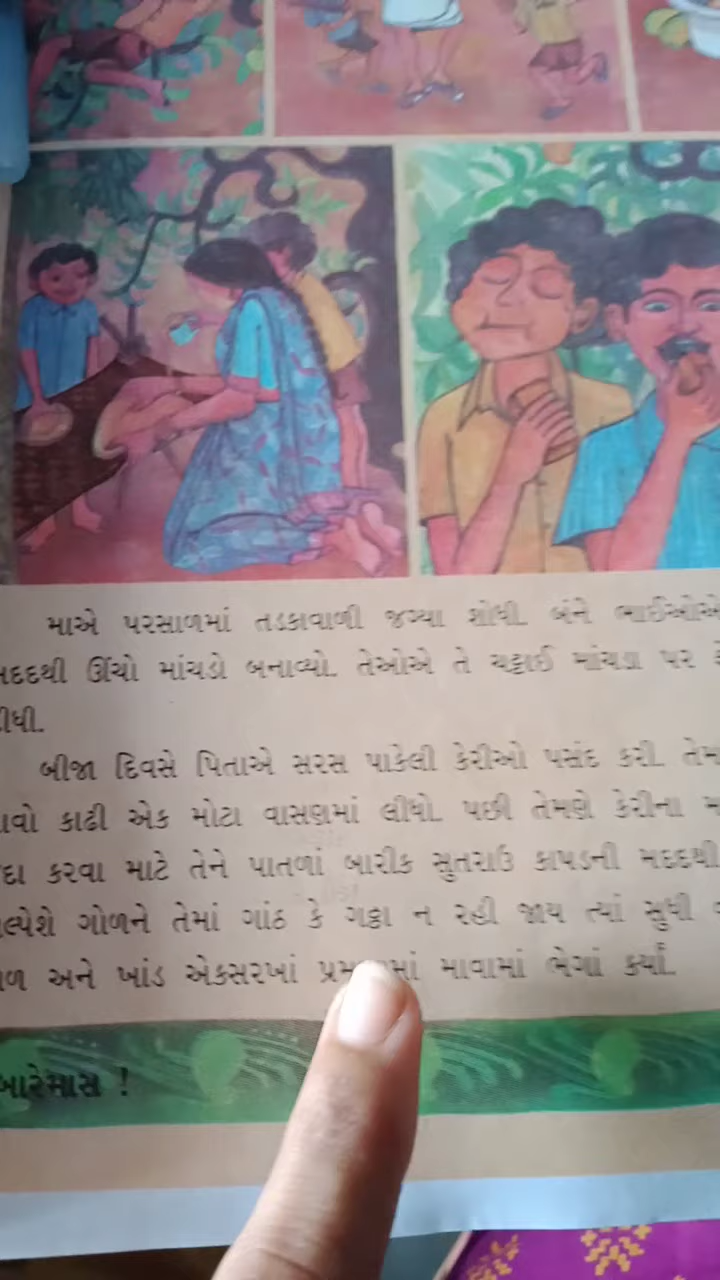 માએ પરસાળમાં તડકાવાળી જગ્યા શોધી. બંને ભાઈઓએ
મદદથી ઊંચો માંચડો બનાવ્યો. તેઓએ તે ચટ્ટાઈ માંચડા પર
બીજા દિવસે પિતાએ સરસ પાકેલી કેરીઓ પસંદ કરી.
કાઢી એક મોટા વાસણમાં લીધો. પછી તેમણે કેરીના
કરવા માટે તેને પાતળાં બારીક સુતરાઉ કાપડની મદદથી
ગોળને તેમાં ગાંઠ કે ગઠ્ઠા ન રહી જાય ત્યાં સુધી
અને ખાંડ એકસરખાં માવામાં ભેગાં કર્યાં.
બારેમાસ !